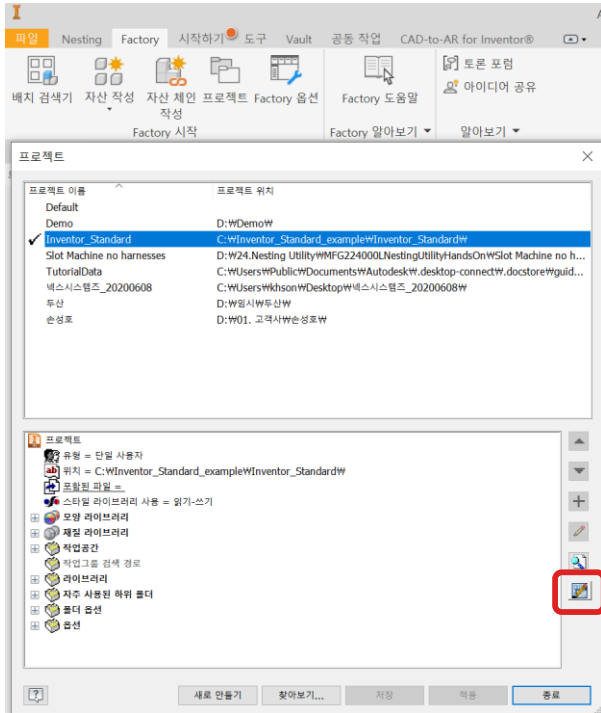 파일 Nesting Factory 시작하기 도구 Vault 공동 작업 CAD-to-AR for Inventor®
배치 검색기 자산 작성 자산 체인 작성 프로젝트 Factory 옵션 Factory 도움말 토론 포럼
아이디어 공유
Factory 시작 Factory 알아보기 알아보기
프로젝트
프로젝트 이름 프로젝트 위치
Default
Demo D:₩Demo₩
Inventor_Standard C:₩Inventor_Standard_example₩Inventor_Standard₩
Slot Machine no harnesses D:₩24.Nesting Utility₩MFG224000LNestingUtilityHandsOn₩Slot Machine no h...
TutorialData C:₩Users₩Public₩Documents₩Autodesk₩.desktop-connect₩.docstore₩guid...
넥스시스템즈_20200608 C:₩Users₩khson₩Desktop₩넥스시스템즈_20200608₩
두산 D:₩임시₩두산₩
손성호 D:₩01. 고객사₩손성호₩
프로젝트
유형 = 단일 사용자
위치 = C:₩Inventor_Standard_example₩Inventor_Standard₩
포함된 파일 =
스타일 라이브러리 사용 = 읽기-쓰기
모양 라이브러리
재질 라이브러리
작업공간
작업그룹 검색 경로
라이브러리
자주 사용된 하위 폴더
폴더 옵션
옵션
새로 만들기 찾아보기... 저장 적용 종료